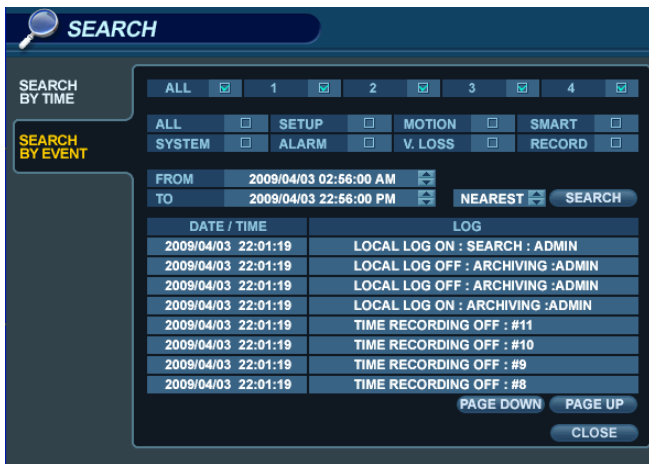 SEARCH
SEARCH
BY TIME
SEARCH
BY EVENT
ALL 1 2 3 4
ALL SETUP MOTION SMART
SYSTEM ALARM V. LOSS RECORD
FROM 2009/04/03 02:56:00 AM
TO 2009/04/03 22:56:00 PM NEAREST SEARCH
DATE / TIME LOG
2009/04/03 22:01:19 LOCAL LOG ON : SEARCH : ADMIN
2009/04/03 22:01:19 LOCAL LOG OFF : ARCHIVING :ADMIN
2009/04/03 22:01:19 LOCAL LOG OFF : ARCHIVING :ADMIN
2009/04/03 22:01:19 LOCAL LOG ON : ARCHIVING :ADMIN
2009/04/03 22:01:19 TIME RECORDING OFF : #11
2009/04/03 22:01:19 TIME RECORDING OFF : #10
2009/04/03 22:01:19 TIME RECORDING OFF : #9
2009/04/03 22:01:19 TIME RECORDING OFF : #8
PAGE DOWN PAGE UP
CLOSE